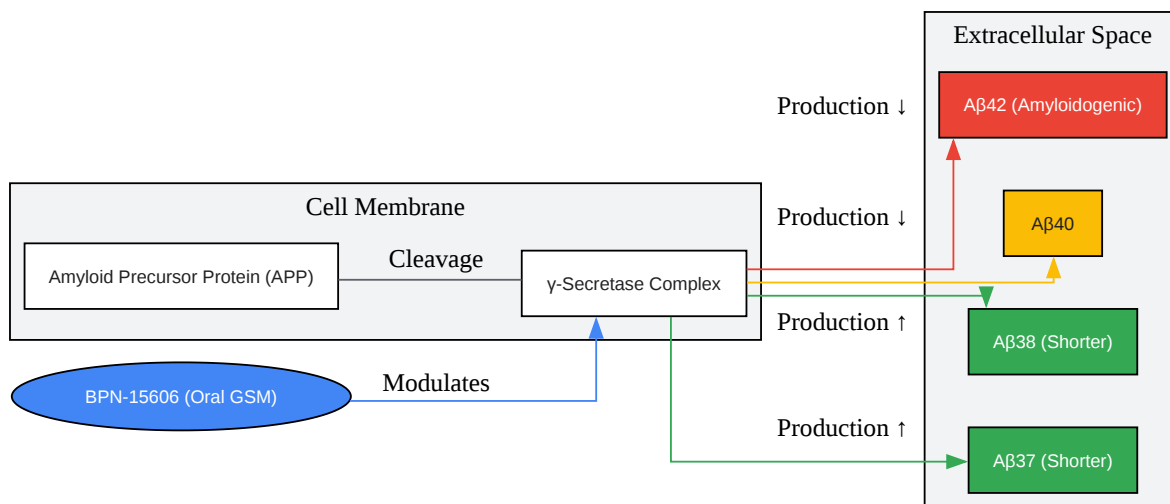 Extracellular Space
Production ↓
Aβ42 (Amyloidogenic)
Cell Membrane
Production ↓
Aβ40
Amyloid Precursor Protein (APP)
Cleavage
γ-Secretase Complex
Production ↑
Aβ38 (Shorter)
BPN-15606 (Oral GSM)
Modulates
Production ↑
Aβ37 (Shorter)